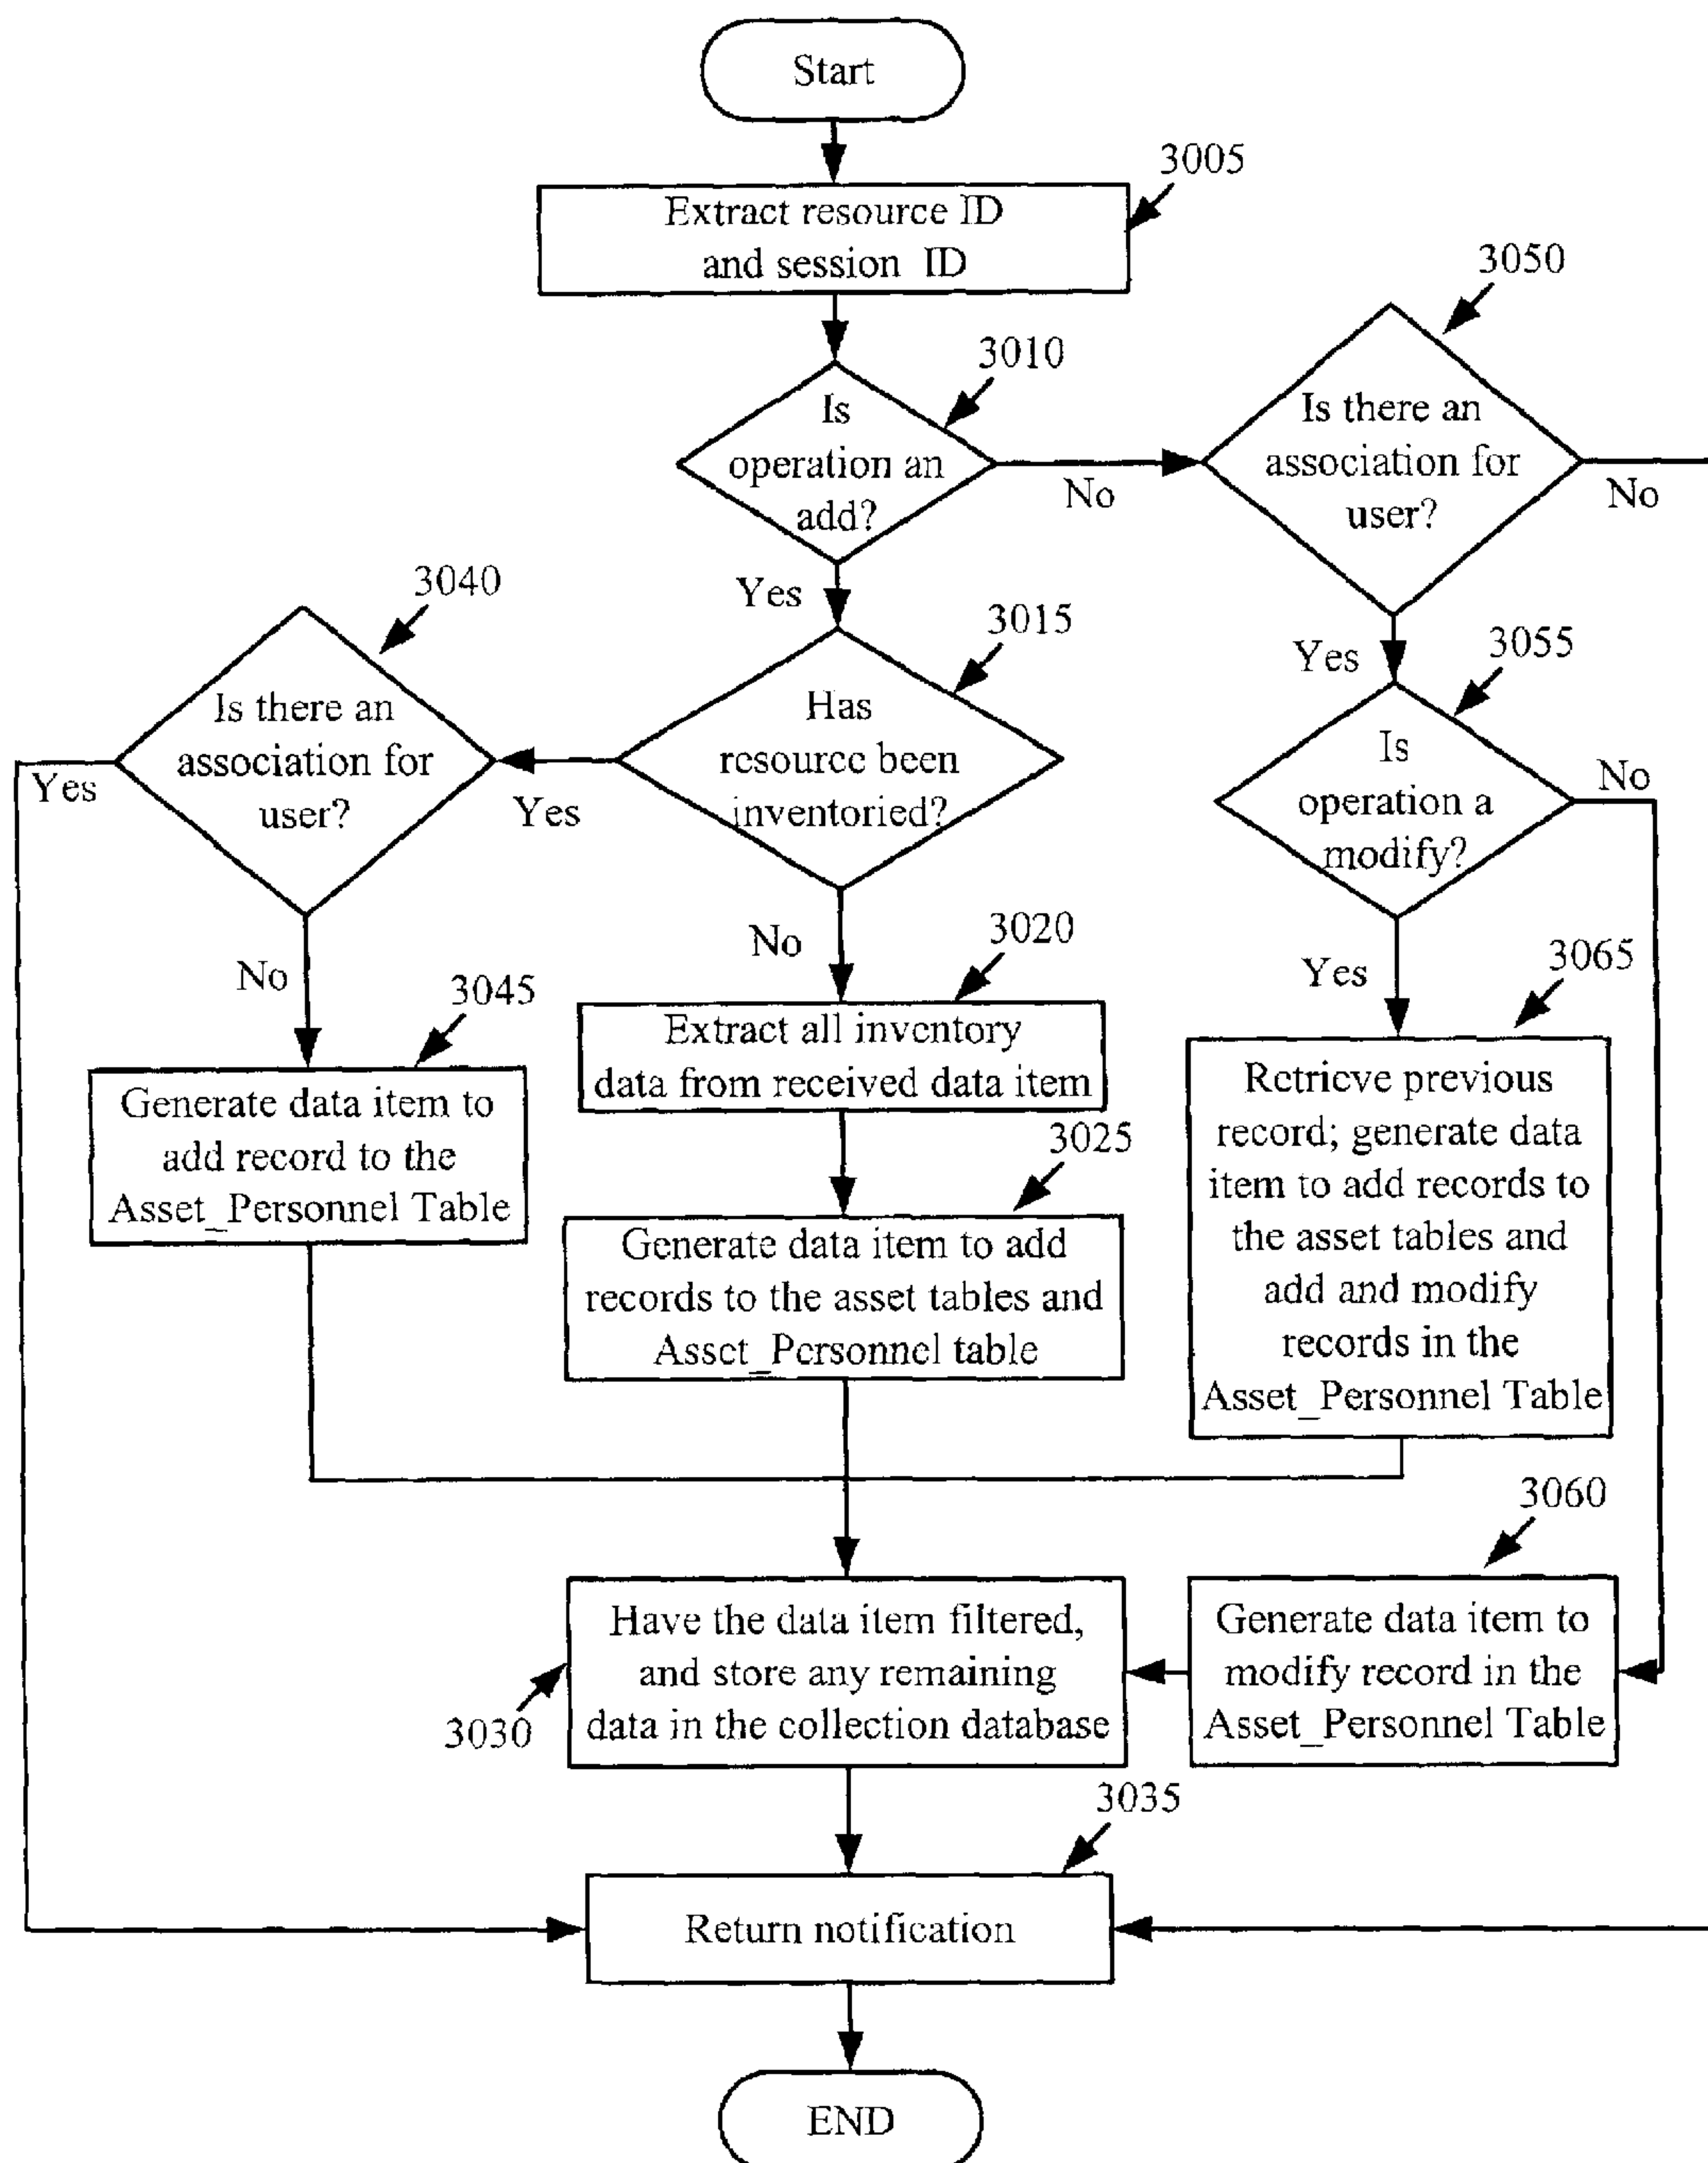 Start
3005
Extract resource ID
and session ID
3050
3010
Is
operation an
add?
No
Is there an
association for
user?
No
Yes
3040
3015
Yes
3055
Is there an
association for
user?
Yes
Has
resource been
inventoried?
Yes
Is
operation a
modify?
No
No
3045
No
3020
Yes
3065
Generate data item to
add record to the
Asset_Personnel Table
Extract all inventory
data from received data item
3025
Generate data item to add
records to the asset tables and
Asset_Personnel table
Retrieve previous
record; generate data
item to add records to
the asset tables and
add and modify
records in the
Asset_Personnel Table
3060
Have the data item filtered,
and store any remaining
data in the collection database
3030
Generate data item to
modify record in the
Asset_Personnel Table
3035
Return notification
END